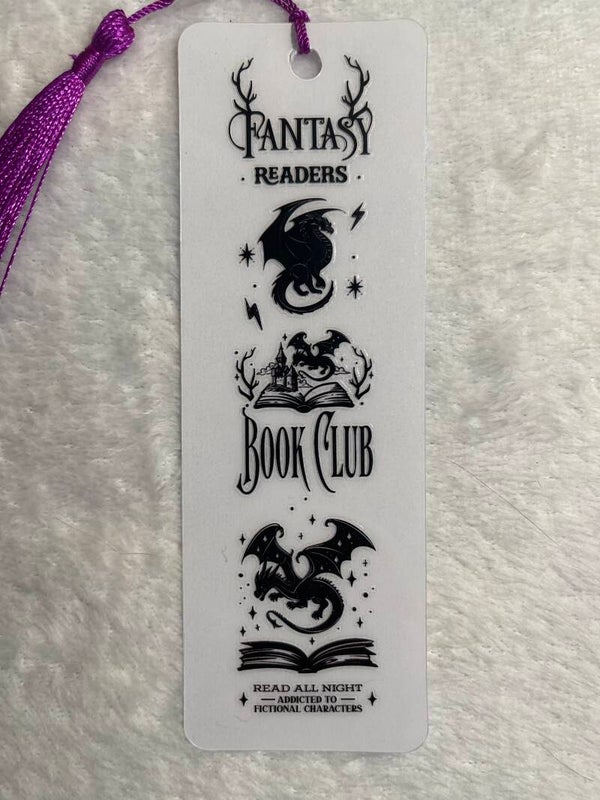 FANTASY
READERS
BOOK CLUB
READ ALL NIGHT
ADDICTED TO
FICTIONAL CHARACTERS